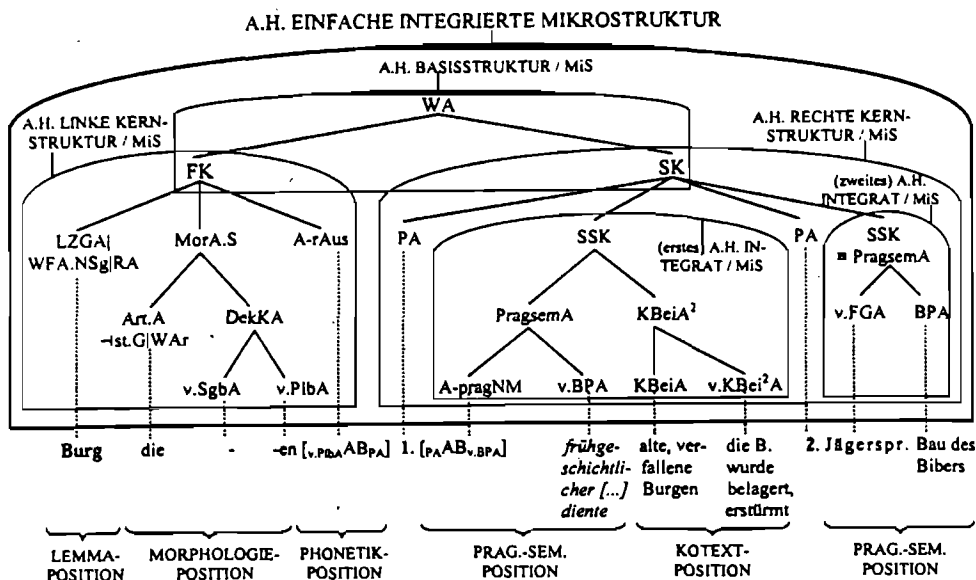 A.H. EINFACHE INTEGRIERTE MIKROSTRUKTUR
A.H. BASISSTRUKTUR / MiS
WA
A.H. LINKE KERN-
STRUKTUR / MiS
A.H. RECHTE KERN-
STRUKTUR / MiS
FK
SK
(zweites) A.H.
INTEGRAT / MiS
LZGA|
WFA.NSg|RA
MorA.S
A-rAus
PA
SSK
(erstes) A.H. IN-
TEGRAT / MiS
PA
SSK
= PragsemA
Art.A
⊣st.G|WAr
DekKA
PragsemA
KBeiA²
v.FGA
BPA
v.SgbA
v.PlbA
A-pragNM
v.BPA
KBeiA
v.KBei²A
Burg die - -en [v.PlbAABPA] 1. [PAABv.BPA]
frühge-
schichtli-
cher [...]
diente
alte, ver-
fallene
Burgen
die B.
wurde
belagert,
erstürmt
2. Jägerspr.
Bau des
Bibers
LEMMA-
POSITION
MORPHOLOGIE-
POSITION
PHONETIK-
POSITION
PRAG.-SEM.
POSITION
KOTEXT-
POSITION
PRAG.-SEM.
POSITION